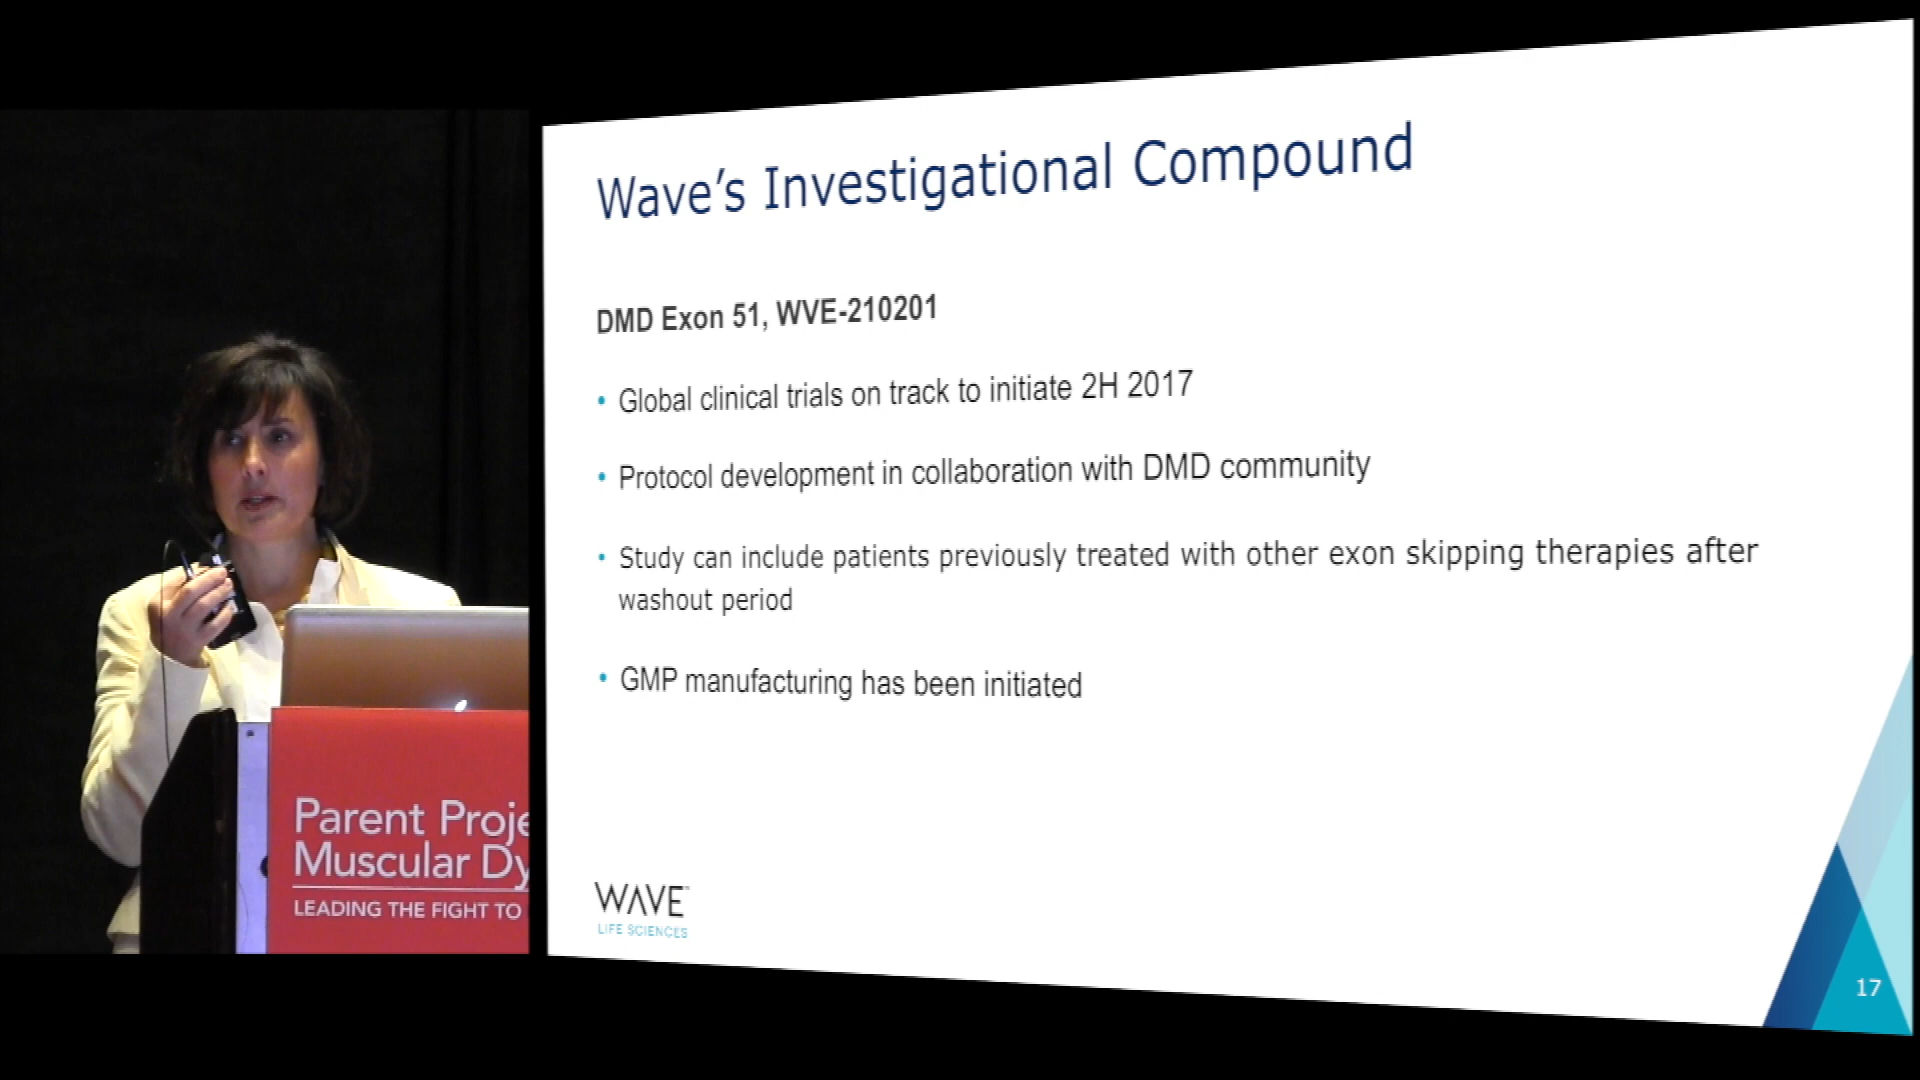 Wave's Investigational Compound
DMD Exon 51, WVE-210201
• Global clinical trials on track to initiate 2H 2017
• Protocol development in collaboration with DMD community
• Study can include patients previously treated with other exon skipping therapies after
washout period
• GMP manufacturing has been initiated
WAVE™
LIFE SCIENCES
17
Parent Proje
Muscular Dy
LEADING THE FIGHT TO